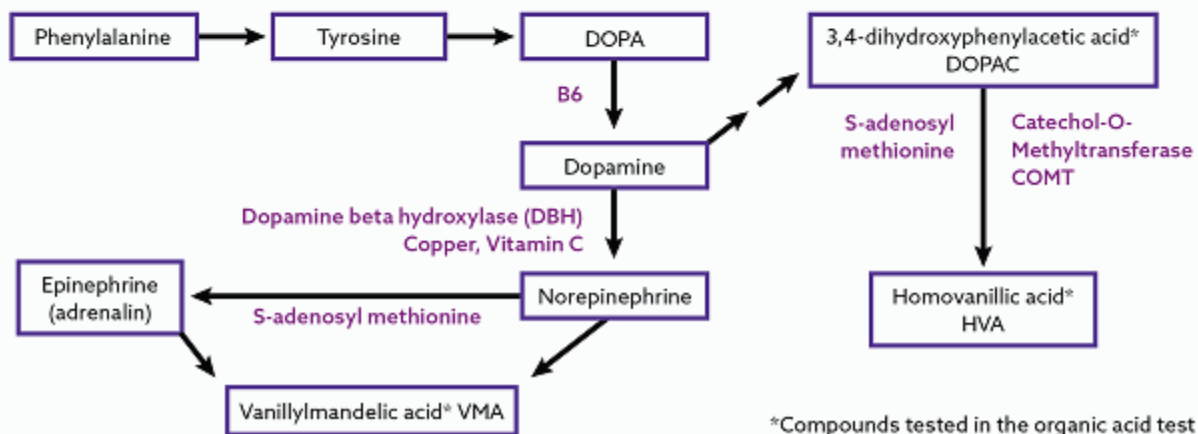 Phenylalanine
Tyrosine
DOPA
3,4-dihydroxyphenylacetic acid*
DOPAC
B6
S-adenosyl
methionine
Catechol-O-
Methyltransferase
COMT
Dopamine
Dopamine beta hydroxylase (DBH)
Copper, Vitamin C
Epinephrine
(adrenalin)
S-adenosyl methionine
Norepinephrine
Homovanillic acid*
HVA
Vanillylmandelic acid* VMA
*Compounds tested in the organic acid test